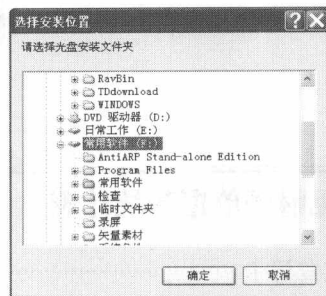 选择安装位置
请选择光盘安装文件夹
RavBin
TDdownload
WINDOWS
DVD 驱动器 (D:)
日常工作 (E:)
常用软件 (F:)
AntiARP Stand-alone Edition
Program Files
常用软件
检查
临时文件夹
录屏
矢量素材
确定
取消